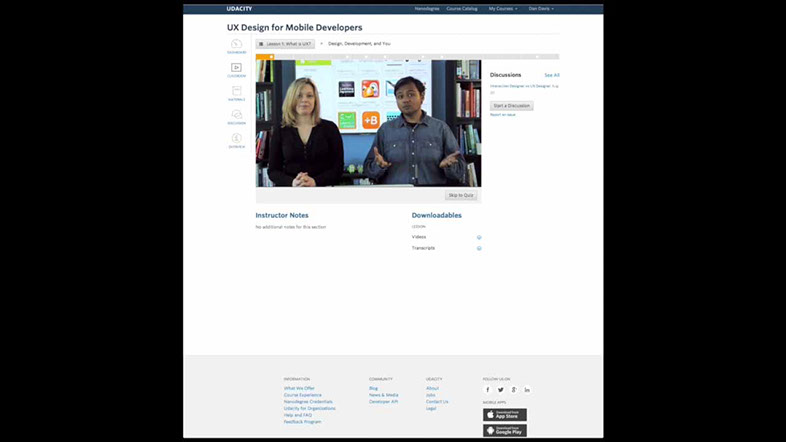 UDACITY
Nanodegrees Course Catalog My Courses Dan Davis
UX Design for Mobile Developers
Lesson 1: What is UX? Design, Development, and You
DASHBOARD
CLASSROOM
MATERIALS
DISCUSSION
OVERVIEW
Discussions See All
Interaction Designer vs UX Designer
Start a Discussion
Report an issue
Skip to Quiz
Instructor Notes
No additional notes for this section
Downloadables
LESSON
Videos
Transcripts
INFORMATION
What We Offer
Course Experience
Nanodegree Credentials
Udacity for Organizations
Help and FAQ
Feedback Program
COMMUNITY
Blog
News & Media
Developer API
UDACITY
About
Jobs
Contact Us
Legal
FOLLOW US ON
MOBILE APPS
App Store
Google Play